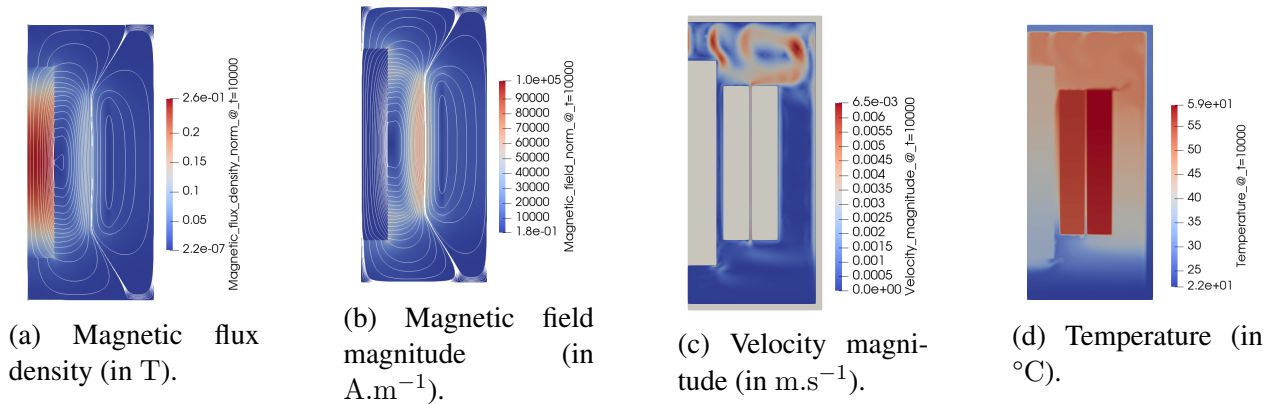 2.6e-01
0.2
0.15
0.1
0.05
2.2e-07
Magnetic_flux_density_norm_@_t=10000
(a) Magnetic flux
density (in T).
1.0e+05
90000
80000
70000
60000
50000
40000
30000
20000
10000
1.8e-01
Magnetic_field_norm_@_t=10000
(b) Magnetic field
magnitude (in
A.m⁻¹).
6.5e-03
0.006
0.0055
0.005
0.0045
0.004
0.0035
0.003
0.0025
0.002
0.0015
0.001
0.0005
0.0e+00
Velocity_magnitude_@_t=10000
(c) Velocity magni-
tude (in m.s⁻¹).
5.9e+01
55
50
45
40
35
30
25
2.2e+01
Temperature_@_t=10000
(d) Temperature (in
°C).